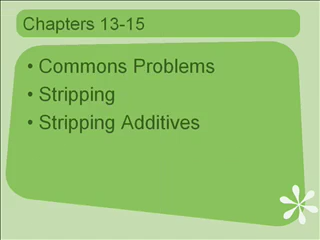 Chapters 13-15
• Commons Problems
• Stripping
• Stripping Additives